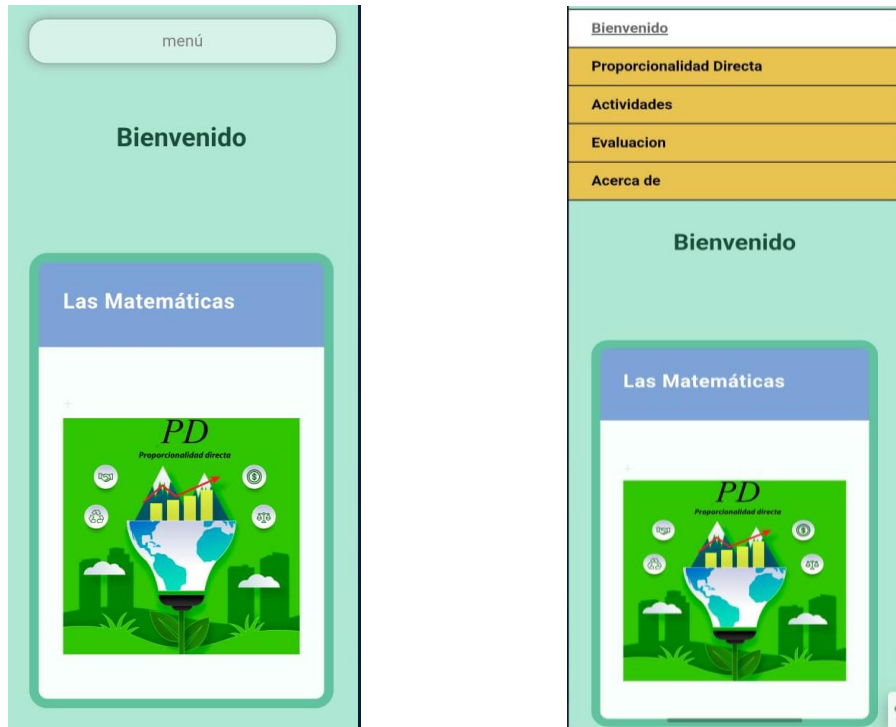 menú
Bienvenido
Las Matemáticas
PD
Proporcionalidad directa
$
Bienvenido
Proporcionalidad Directa
Actividades
Evaluacion
Acerca de
Bienvenido
Las Matemáticas
PD
Proporcionalidad directa
$